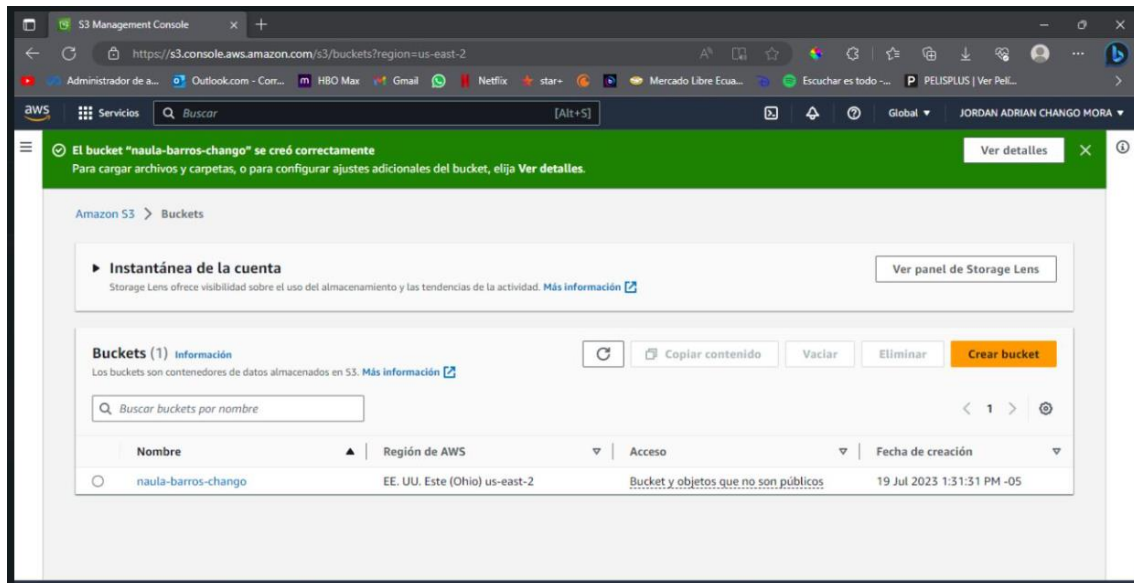 S3 Management Console
https://s3.console.aws.amazon.com/s3/buckets?region=us-east-2
Administrador de a... Outlook.com - Corr... HBO Max Gmail Netflix star+ Mercado Libre Ecua... Escuchar es todo -... PELISPLUS | Ver Pelí...
aws Servicios Buscar [Alt+S] Global JORDAN ADRIAN CHANGO MORA
El bucket "naula-barros-chango" se creó correctamente
Para cargar archivos y carpetas, o para configurar ajustes adicionales del bucket, elija Ver detalles.
Ver detalles
Amazon S3 > Buckets
Instantánea de la cuenta
Storage Lens ofrece visibilidad sobre el uso del almacenamiento y las tendencias de la actividad. Más información
Ver panel de Storage Lens
Buckets (1) Información
Los buckets son contenedores de datos almacenados en S3. Más información
Copiar contenido Vaciar Eliminar Crear bucket
Buscar buckets por nombre
< 1 >
Nombre Región de AWS Acceso Fecha de creación
naula-barros-chango EE. UU. Este (Ohio) us-east-2 Bucket y objetos que no son públicos 19 Jul 2023 1:31:31 PM -05